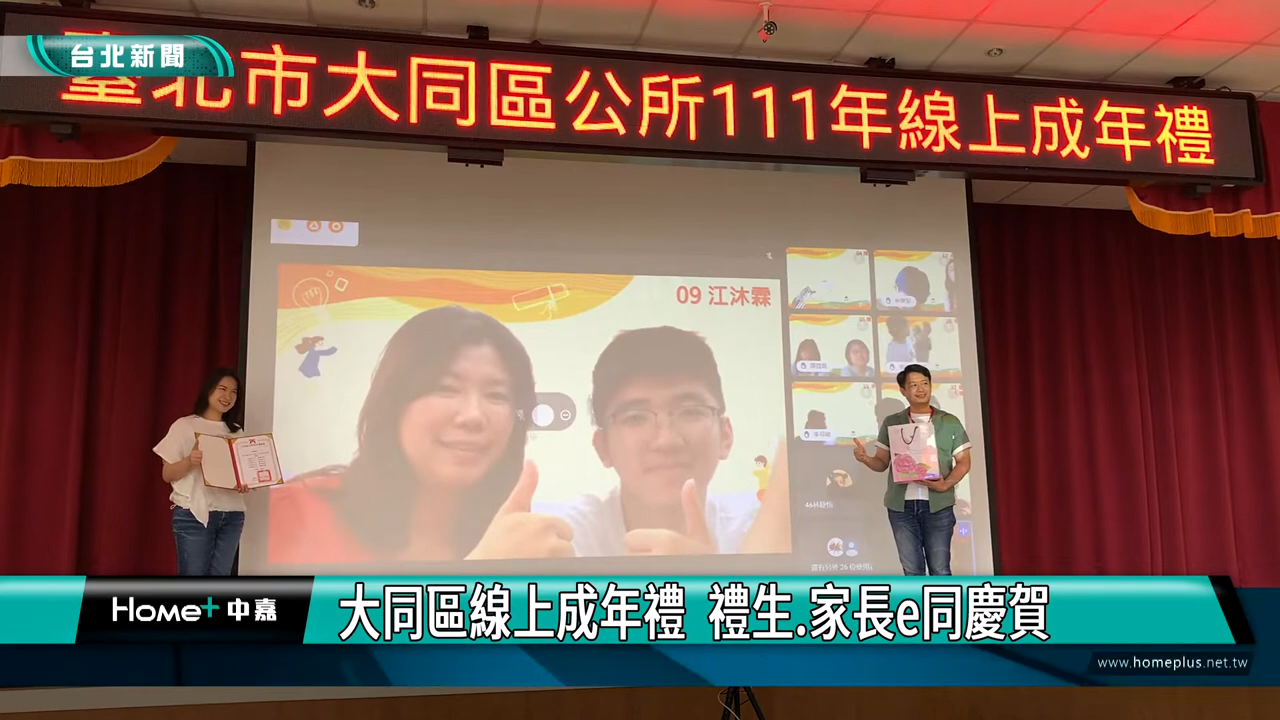 台北新聞
臺北市大同區公所111年線上成年禮
09 江沐霖
Home+ 中嘉
大同區線上成年禮 禮生.家長e同慶賀
www.homeplus.net.tw